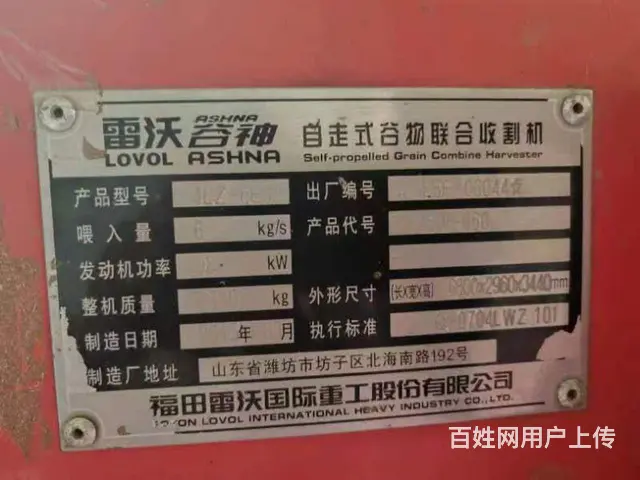 雷沃 ASHNA 谷神 自走式谷物联合收割机
LOVOL ASHNA Self-propelled Grain Combine Harvester
产品型号 出厂编号
喂入量 6 kg/s 产品代号
发动机功率 kW
整机质量 kg 外形尺寸 (长X宽X高) 2960x3440mm
制造日期 年 月 执行标准
制造厂地址 山东省潍坊市坊子区北海南路192号
福田雷沃国际重工股份有限公司
LOVOL INTERNATIONAL HEAVY INDUSTRY CO.,LTD.
百姓网用户上传